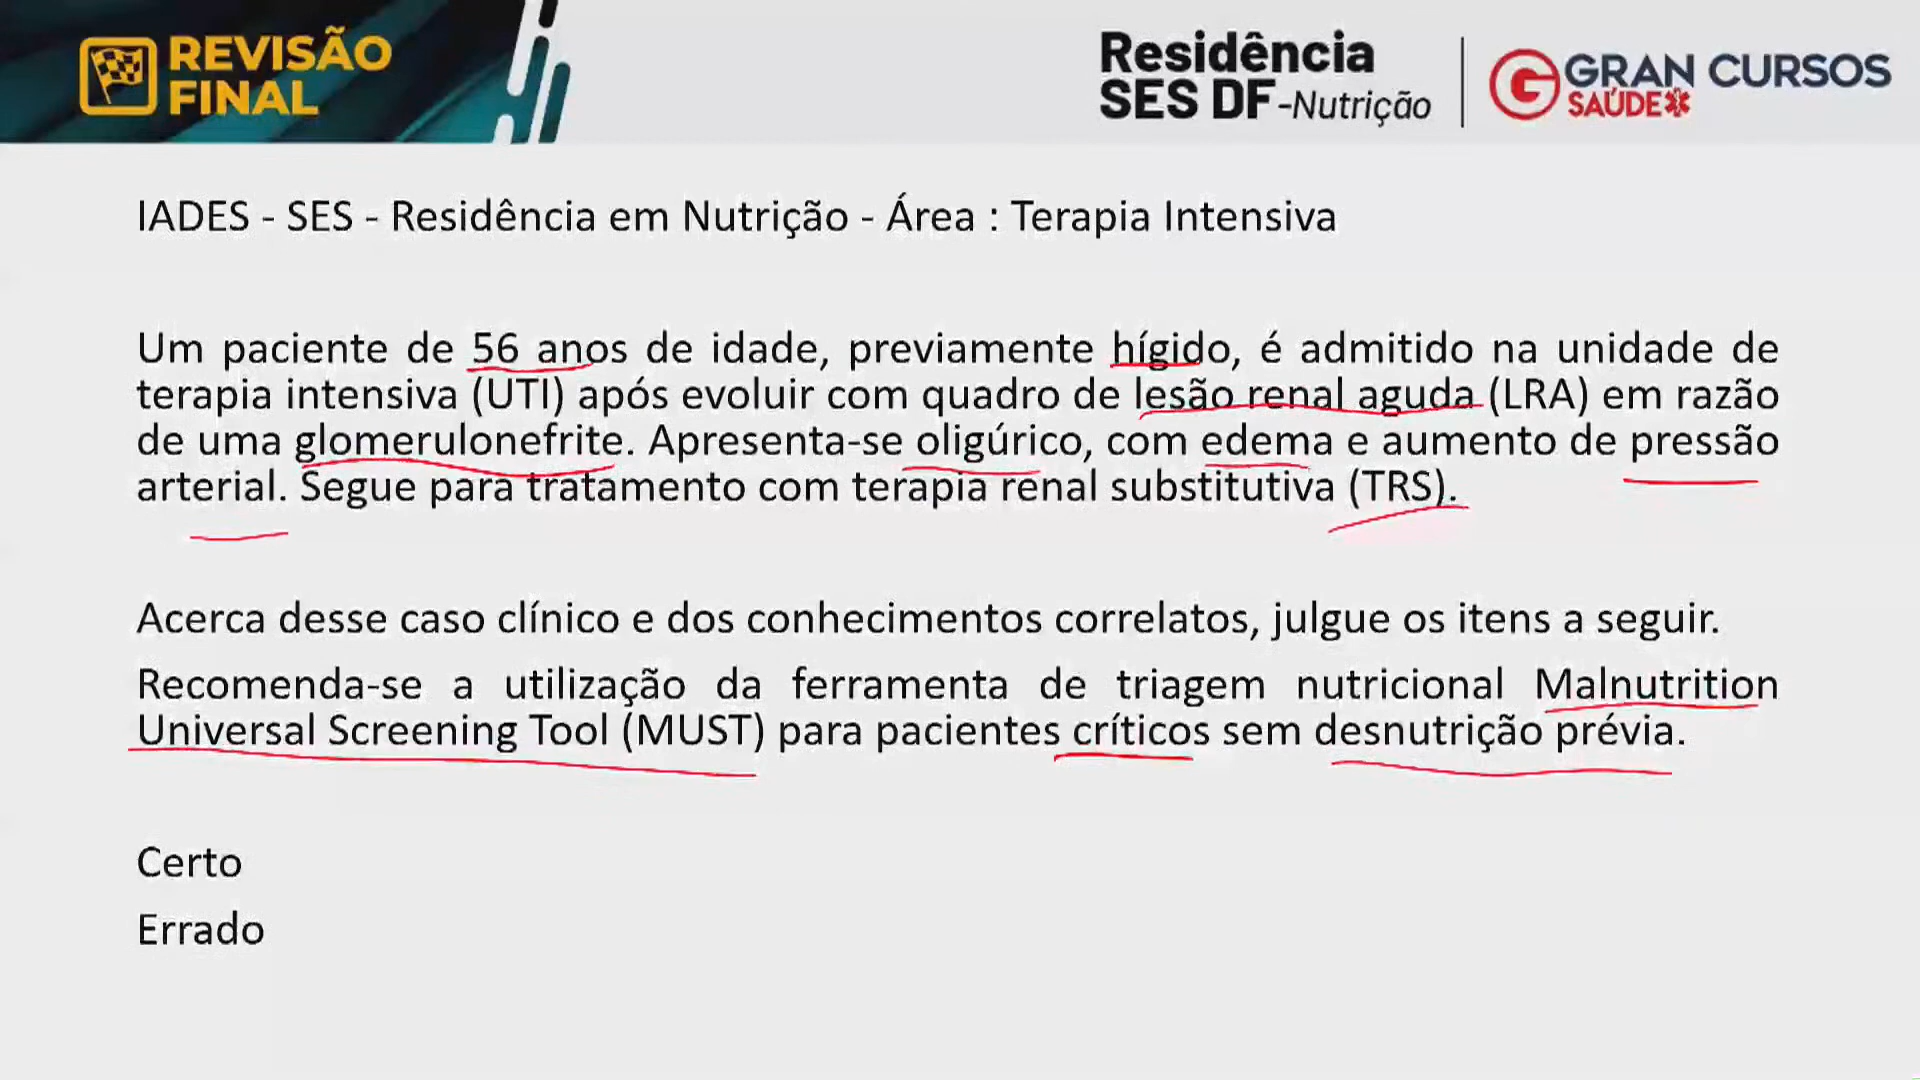 REVISÃO
FINAL
Residência
SES DF-Nutrição
GRAN CURSOS
SAÚDE
IADES - SES - Residência em Nutrição - Área : Terapia Intensiva
Um paciente de 56 anos de idade, previamente hígido, é admitido na unidade de
terapia intensiva (UTI) após evoluir com quadro de lesão renal aguda (LRA) em razão
de uma glomerulonefrite. Apresenta-se oligúrico, com edema e aumento de pressão
arterial. Segue para tratamento com terapia renal substitutiva (TRS).
Acerca desse caso clínico e dos conhecimentos correlatos, julgue os itens a seguir.
Recomenda-se a utilização da ferramenta de triagem nutricional Malnutrition
Universal Screening Tool (MUST) para pacientes críticos sem desnutrição prévia.
Certo
Errado